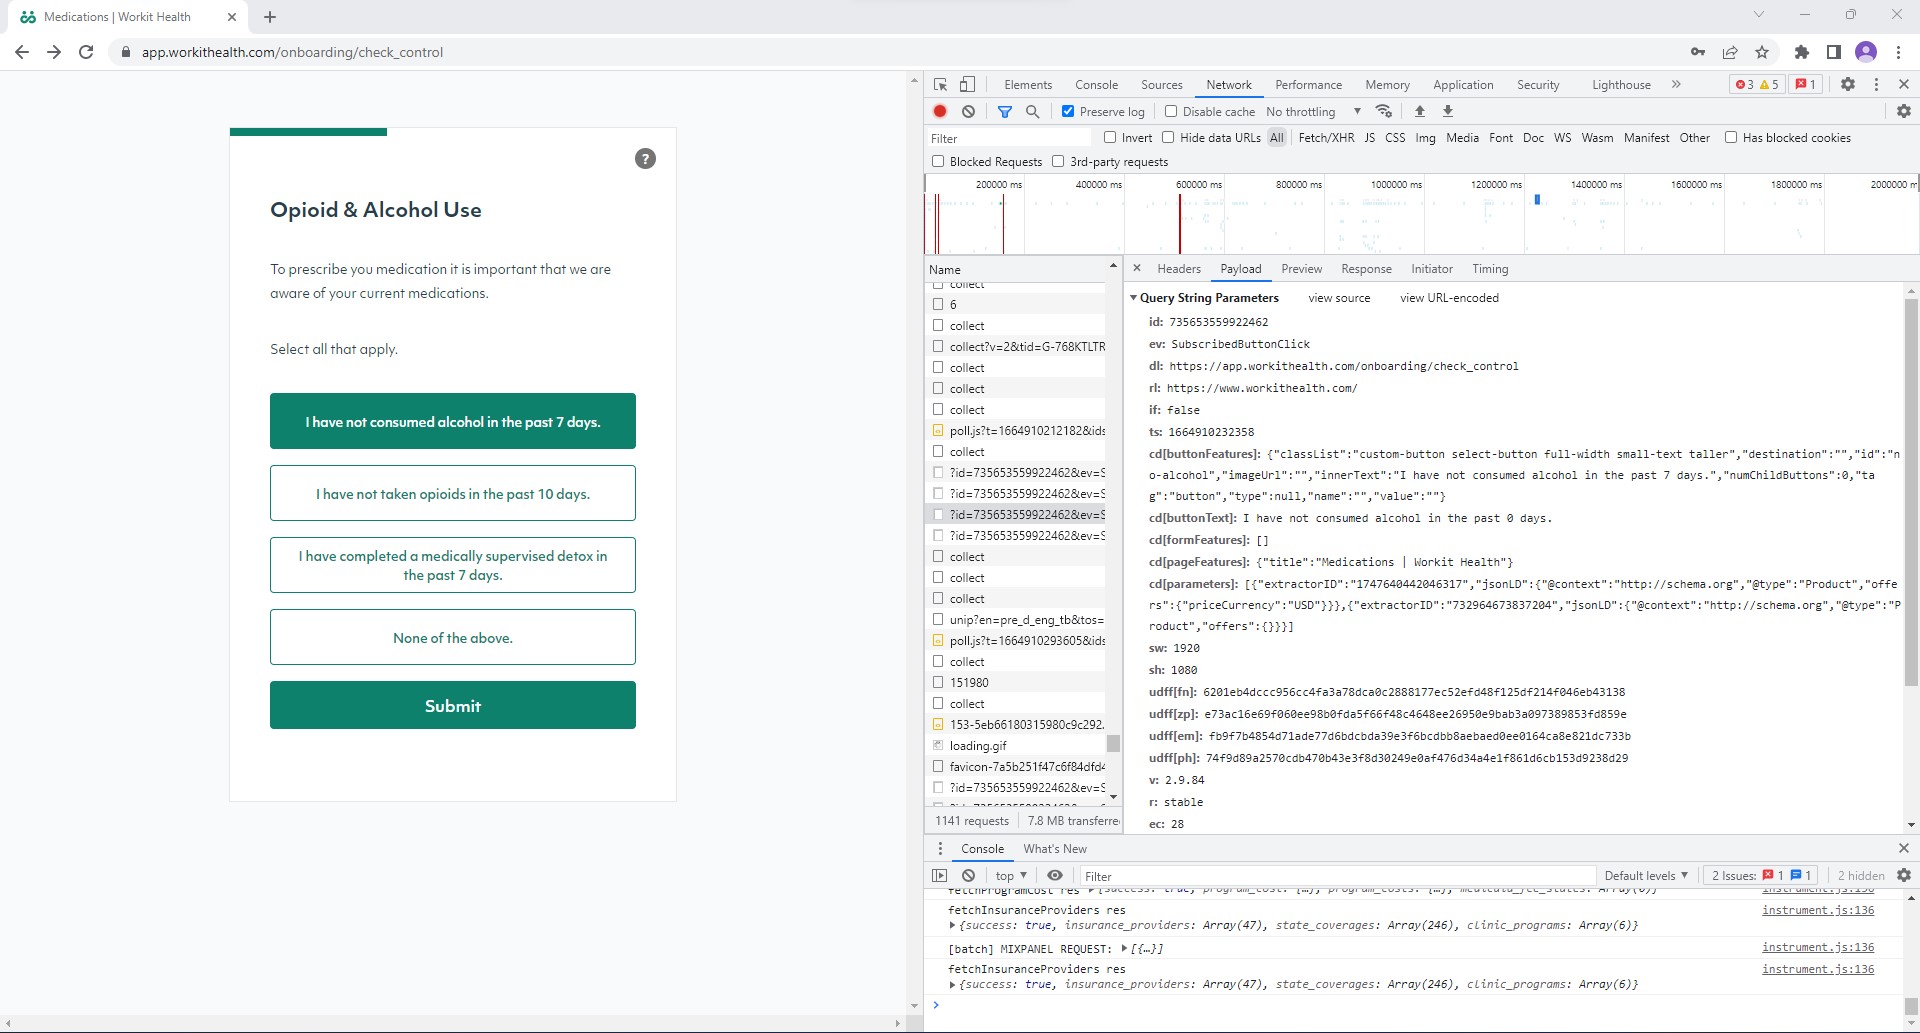 Medications | Workit Health
app.workithealth.com/onboarding/check_control
?
Opioid & Alcohol Use
To prescribe you medication it is important that we are
aware of your current medications.
Select all that apply.
I have not consumed alcohol in the past 7 days.
I have not taken opioids in the past 10 days.
I have completed a medically supervised detox in
the past 7 days.
None of the above.
Submit
Elements Console Sources Network Performance Memory Application Security Lighthouse » 3 5 1
Preserve log Disable cache No throttling
Filter Invert Hide data URLs All Fetch/XHR JS CSS Img Media Font Doc WS Wasm Manifest Other Has blocked cookies
Blocked Requests 3rd-party requests
200000 ms 400000 ms 600000 ms 800000 ms 1000000 ms 1200000 ms 1400000 ms 1600000 ms 1800000 ms 2000000 m
Name
collect
6
collect
collect?v=2&tid=G-768KTLTR
collect
collect
collect
poll.js?t=1664910212182&ids
collect
?id=735653559922462&ev=S
?id=735653559922462&ev=S
?id=735653559922462&ev=S
?id=735653559922462&ev=S
collect
collect
collect
unip?en=pre_d_eng_tb&tos=
poll.js?t=1664910293605&ids
collect
151980
collect
153-5eb66180315980c9c292.
loading.gif
favicon-7a5b251f47c6f84dfd4
?id=735653559922462&ev=S
1141 requests 7.8 MB transferre
Headers Payload Preview Response Initiator Timing
Query String Parameters view source view URL-encoded
id: 735653559922462
ev: SubscribedButtonClick
dl: https://app.workithealth.com/onboarding/check_control
rl: https://www.workithealth.com/
if: false
ts: 1664910232358
cd[buttonFeatures]: {"classList":"custom-button select-button full-width small-text taller","destination":"","id":"n
o-alcohol","imageUrl":"","innerText":"I have not consumed alcohol in the past 7 days.","numChildButtons":0,"ta
g":"button","type":null,"name":"","value":""}
cd[buttonText]: I have not consumed alcohol in the past 0 days.
cd[formFeatures]: []
cd[pageFeatures]: {"title":"Medications | Workit Health"}
cd[parameters]: [{"extractorID":"1747640442046317","jsonLD":{"@context":"http://schema.org","@type":"Product","offe
rs":{"priceCurrency":"USD"}}},{"extractorID":"732964673837204","jsonLD":{"@context":"http://schema.org","@type":"P
roduct","offers":{}}}]
sw: 1920
sh: 1080
udff[fn]: 6201eb4dccc956cc4fa3a78dca0c2888177ec52efd48f125df214f046eb43138
udff[zp]: e73ac16e69f060ee98b0fda5f66f48c4648ee26950e9bab3a097389853fd859e
udff[em]: fb9f7b4854d71ade77d6bdcbda39e3f6bcdbb8aebaed0ee0164ca8e821dc733b
udff[ph]: 74f9d89a2570cdb470b43e3f8d30249e0af476d34a4e1f861d6cb153d9238d29
v: 2.9.84
r: stable
ec: 28
Console What's New
top Filter Default levels 2 Issues: 1 1 2 hidden
fetchProgramCost res {success: true, program_cost: {…}, program_costs: {…}, medicaid_fee_states: Array(0)} instrument.js:136
fetchInsuranceProviders res instrument.js:136
{success: true, insurance_providers: Array(47), state_coverages: Array(246), clinic_programs: Array(6)}
[batch] MIXPANEL REQUEST: [{…}] instrument.js:136
fetchInsuranceProviders res instrument.js:136
{success: true, insurance_providers: Array(47), state_coverages: Array(246), clinic_programs: Array(6)}